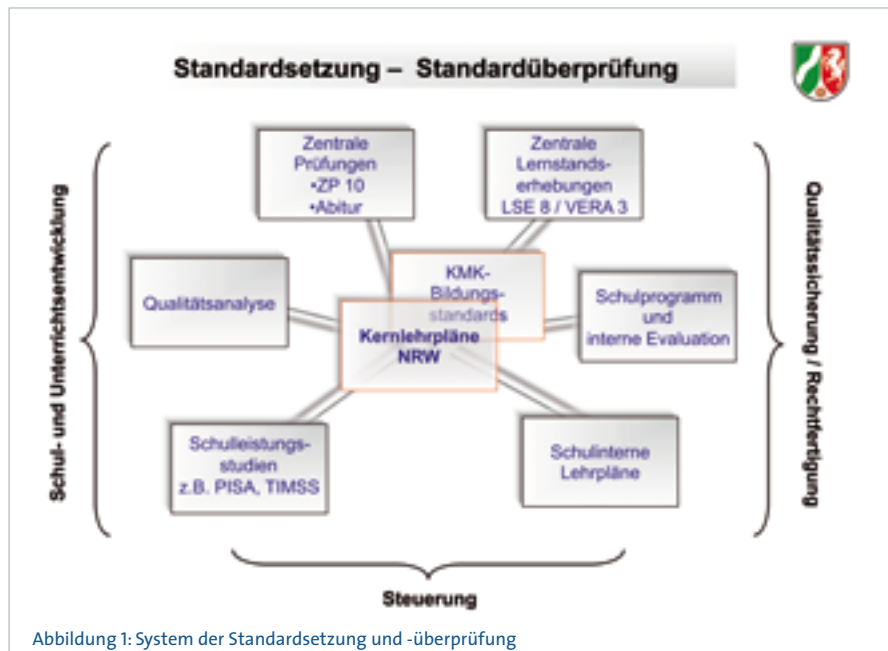 Standardsetzung – Standardüberprüfung
Schul- und Unterrichtsentwicklung
Zentrale
Prüfungen
•ZP 10
•Abitur
Zentrale
Lernstands-
erhebungen
LSE 8 / VERA 3
Qualitätsanalyse
KMK-
Bildungs-
standards
Kernlehrpläne
NRW
Schulprogramm
und
interne Evaluation
Schulleistungs-
studien
z.B. PISA, TIMSS
Schulinterne
Lehrpläne
Qualitätssicherung / Rechtfertigung
Steuerung
Abbildung 1: System der Standardsetzung und -überprüfung